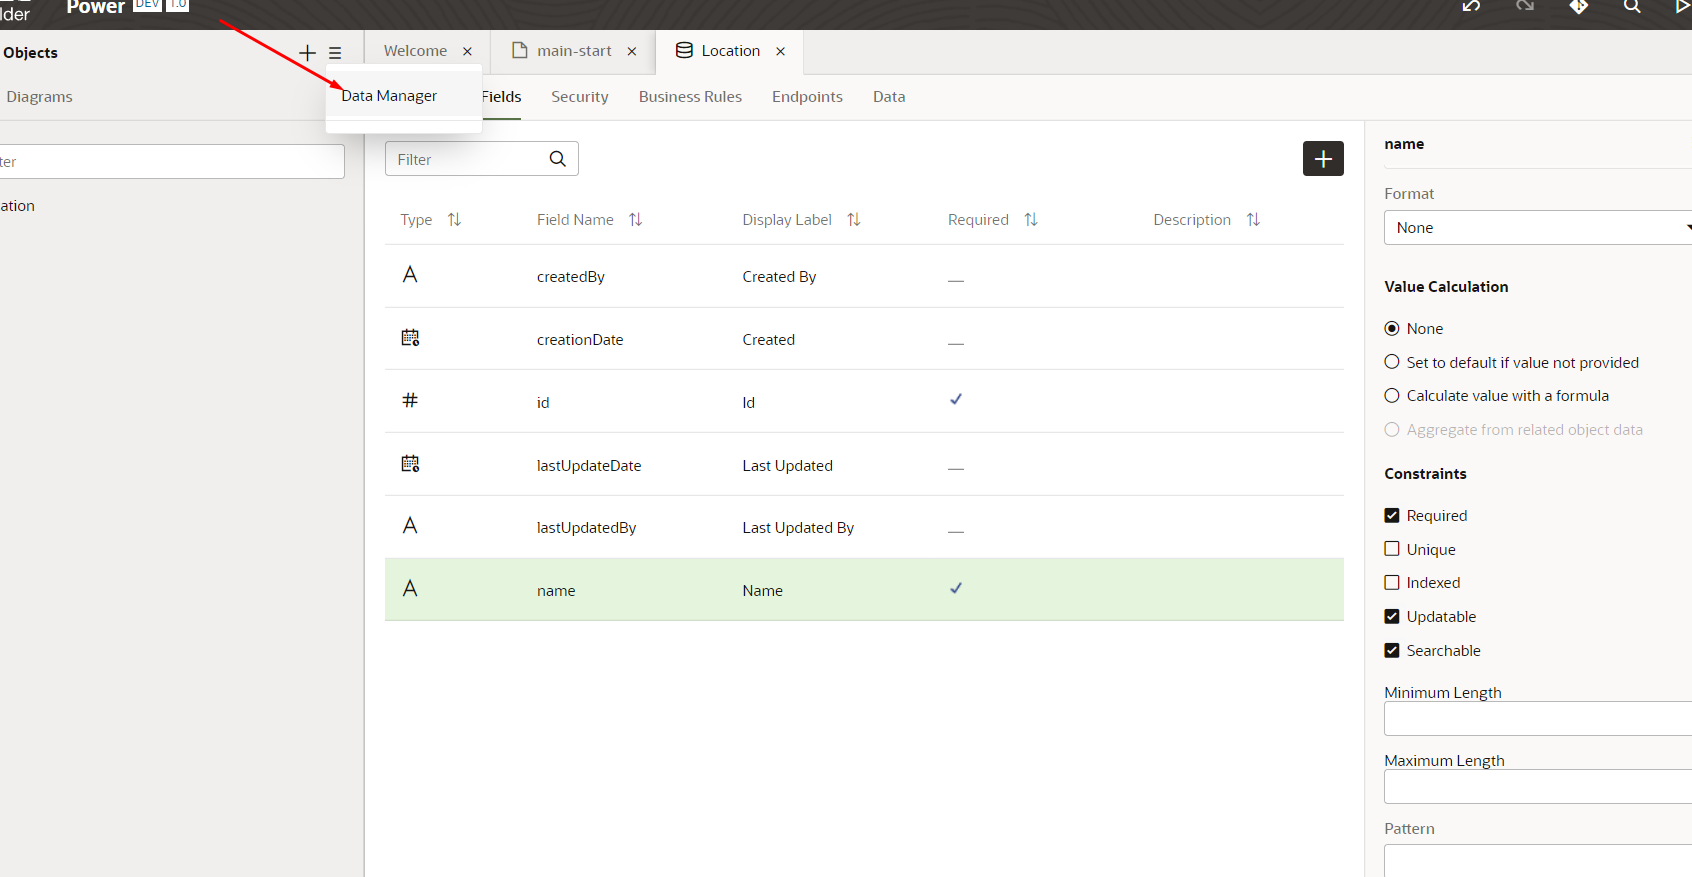 lder
Power DEV 1.0
Objects
Welcome
main-start
Location
Diagrams
Data Manager
Fields
Security
Business Rules
Endpoints
Data
ter
ation
Filter
Type
Field Name
Display Label
Required
Description
createdBy
Created By
creationDate
Created
# id
Id
lastUpdateDate
Last Updated
lastUpdatedBy
Last Updated By
name
Name
name
Format
None
Value Calculation
None
Set to default if value not provided
Calculate value with a formula
Aggregate from related object data
Constraints
Required
Unique
Indexed
Updatable
Searchable
Minimum Length
Maximum Length
Pattern